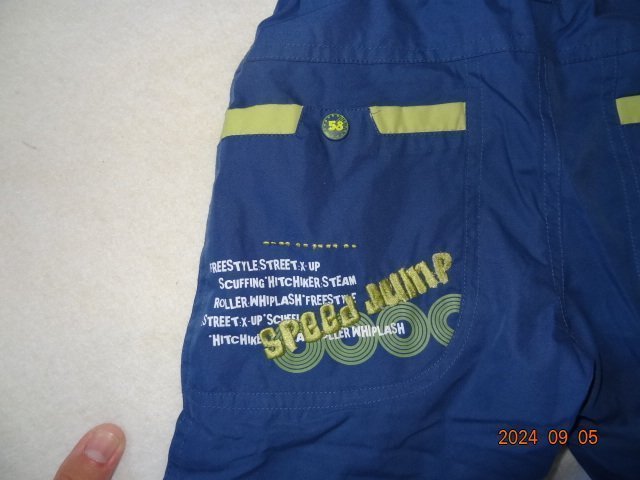 58
FREESTYLE.STREET.X-UP
SCUFFING"HITCHIKER.STEAM
ROLLER.WHIPLASH"FREESTYLE
STREET.X-UP"SCUFFI
"HITCHIKE ROLLER.WHIPLASH
SPEED JUMP
2024 09 05